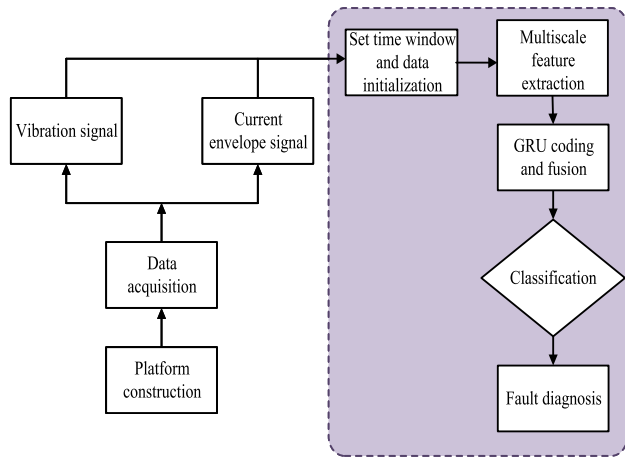 Set time window
and data
initialization
Multiscale
feature
extraction
Vibration signal
Current
envelope signal
GRU coding
and fusion
Data
acquisition
Classification
Platform
construction
Fault diagnosis